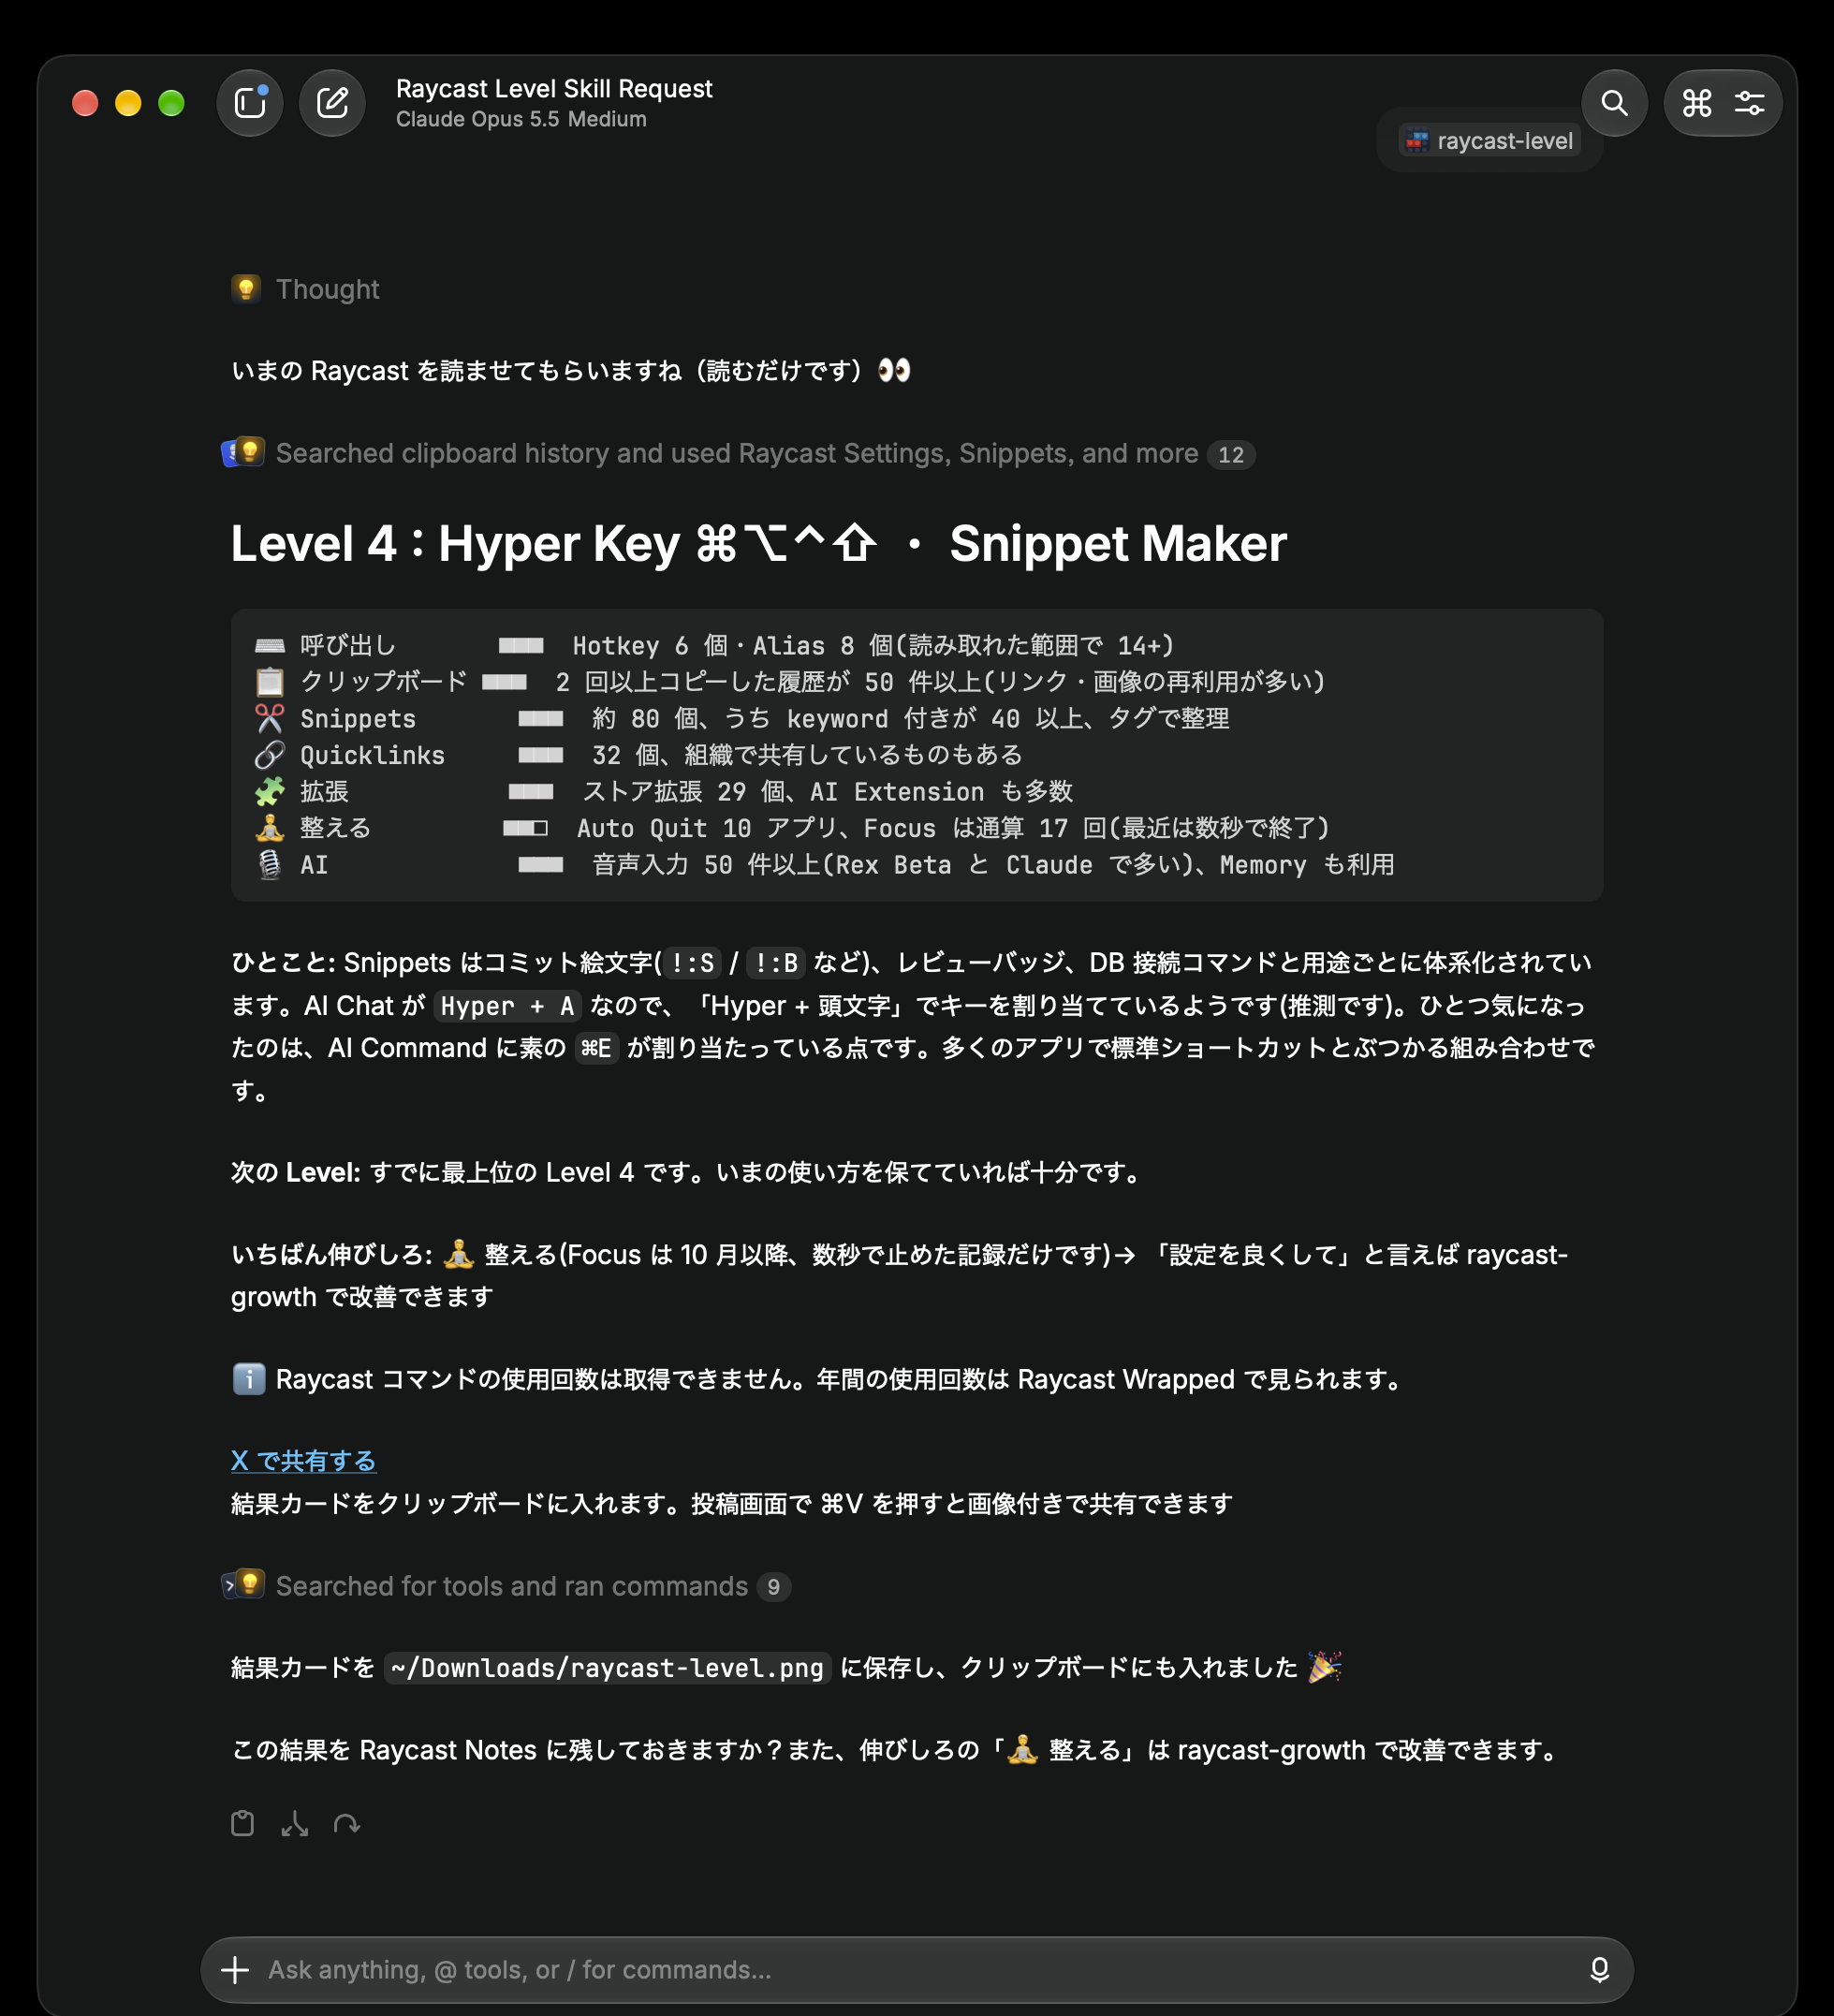 Raycast Level Skill Request
Claude Opus 5.5 Medium
raycast-level
Thought
いまの Raycast を読ませてもらいますね（読むだけです）👀
Searched clipboard history and used Raycast Settings, Snippets, and more 12
Level 4 : Hyper Key ⌘⌥⌃⇧ ・ Snippet Maker
⌨️ 呼び出し ■■■ Hotkey 6 個・Alias 8 個(読み取れた範囲で 14+)
📋 クリップボード ■■■ 2 回以上コピーした履歴が 50 件以上(リンク・画像の再利用が多い)
✂️ Snippets ■■■ 約 80 個、うち keyword 付きが 40 以上、タグで整理
🔗 Quicklinks ■■■ 32 個、組織で共有しているものもある
🧩 拡張 ■■■ ストア拡張 29 個、AI Extension も多数
🧘 整える ■■□ Auto Quit 10 アプリ、Focus は通算 17 回(最近は数秒で終了)
🎙️ AI ■■■ 音声入力 50 件以上(Rex Beta と Claude で多い)、Memory も利用
ひとこと: Snippets はコミット絵文字( !:S / !:B など)、レビューバッジ、DB 接続コマンドと用途ごとに体系化されてい
ます。AI Chat が Hyper + A なので、「Hyper + 頭文字」でキーを割り当てているようです(推測です)。ひとつ気になっ
たのは、AI Command に素の ⌘E が割り当たっている点です。多くのアプリで標準ショートカットとぶつかる組み合わせで
す。
次の Level: すでに最上位の Level 4 です。いまの使い方を保てていれば十分です。
いちばん伸びしろ: 🧘 整える(Focus は 10 月以降、数秒で止めた記録だけです)→ 「設定を良くして」と言えば raycast-
growth で改善できます
ℹ️ Raycast コマンドの使用回数は取得できません。年間の使用回数は Raycast Wrapped で見られます。
X で共有する
結果カードをクリップボードに入れます。投稿画面で ⌘V を押すと画像付きで共有できます
Searched for tools and ran commands 9
結果カードを ~/Downloads/raycast-level.png に保存し、クリップボードにも入れました 🎉
この結果を Raycast Notes に残しておきますか？また、伸びしろの「🧘 整える」は raycast-growth で改善できます。
Ask anything, @ tools, or / for commands...